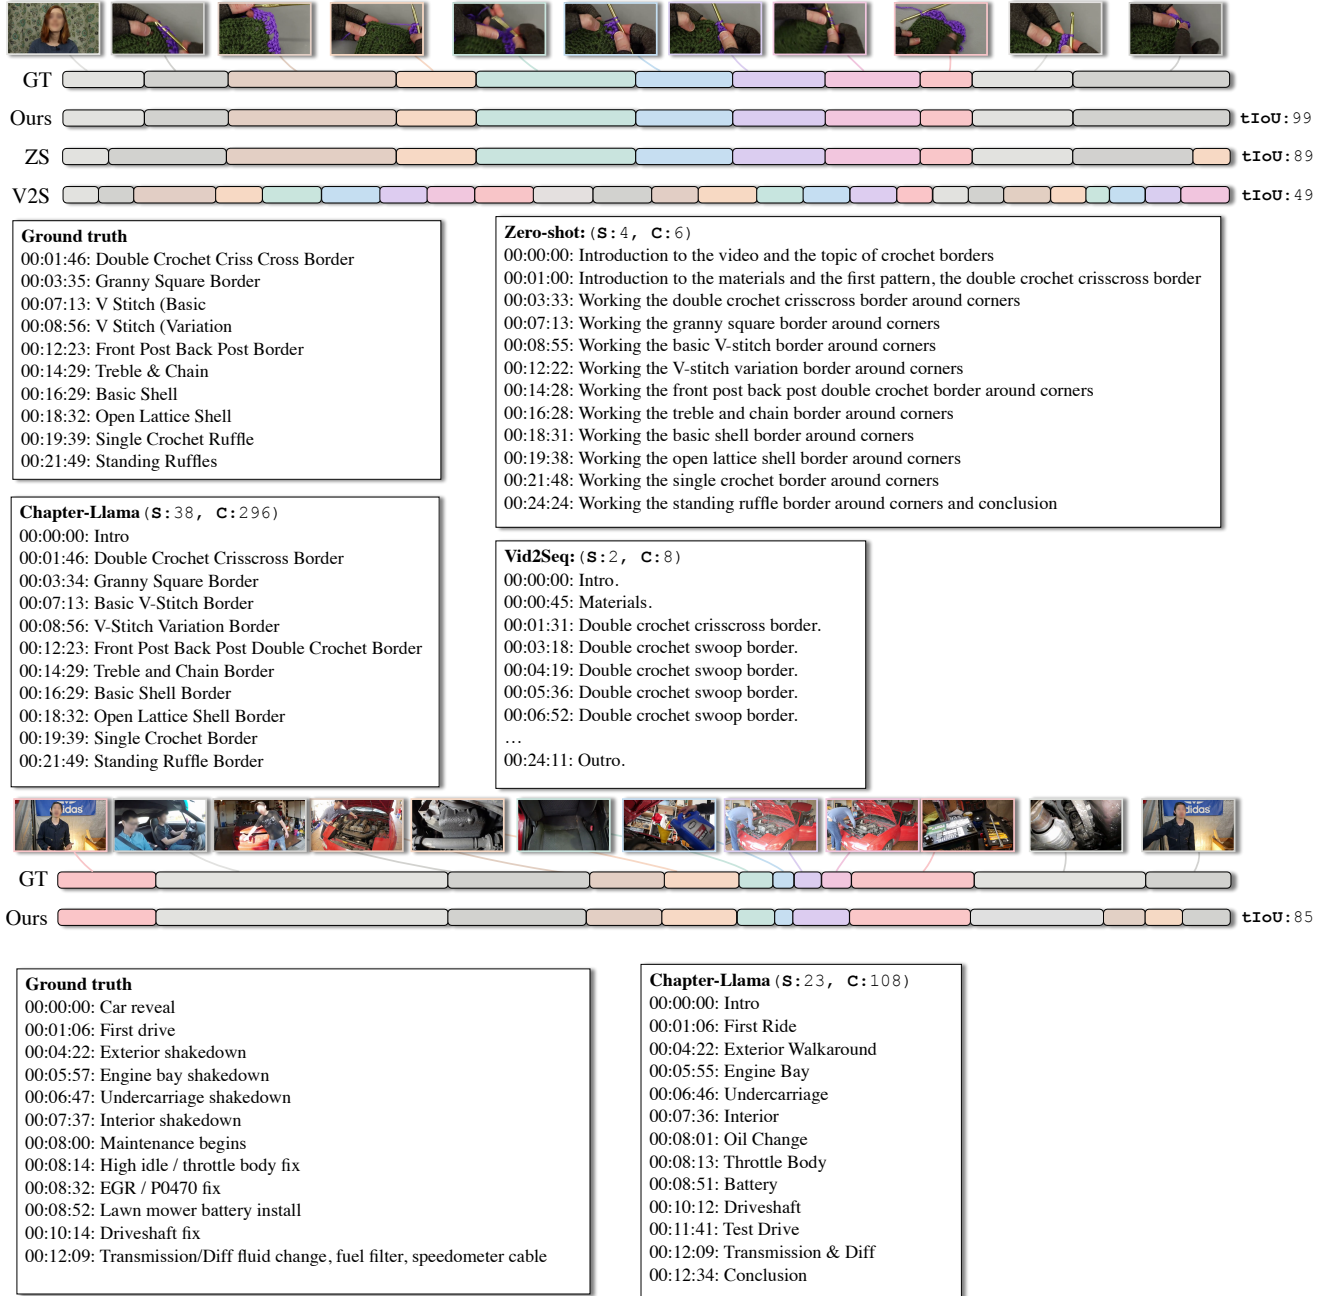 GT
Ours
tIoU:99
ZS
tIoU:89
V2S
tIoU:49
Ground truth
00:01:46: Double Crochet Criss Cross Border
00:03:35: Granny Square Border
00:07:13: V Stitch (Basic
00:08:56: V Stitch (Variation
00:12:23: Front Post Back Post Border
00:14:29: Treble & Chain
00:16:29: Basic Shell
00:18:32: Open Lattice Shell
00:19:39: Single Crochet Ruffle
00:21:49: Standing Ruffles
Zero-shot: (S:4, C:6)
00:00:00: Introduction to the video and the topic of crochet borders
00:01:00: Introduction to the materials and the first pattern, the double crochet crisscross border
00:03:33: Working the double crochet crisscross border around corners
00:07:13: Working the granny square border around corners
00:08:55: Working the basic V-stitch border around corners
00:12:22: Working the V-stitch variation border around corners
00:14:28: Working the front post back post double crochet border around corners
00:16:28: Working the treble and chain border around corners
00:18:31: Working the basic shell border around corners
00:19:38: Working the open lattice shell border around corners
00:21:48: Working the single crochet border around corners
00:24:24: Working the standing ruffle border around corners and conclusion
Chapter-Llama (S:38, C:296)
00:00:00: Intro
00:01:46: Double Crochet Crisscross Border
00:03:34: Granny Square Border
00:07:13: Basic V-Stitch Border
00:08:56: V-Stitch Variation Border
00:12:23: Front Post Back Post Double Crochet Border
00:14:29: Treble and Chain Border
00:16:29: Basic Shell Border
00:18:32: Open Lattice Shell Border
00:19:39: Single Crochet Border
00:21:49: Standing Ruffle Border
Vid2Seq: (S:2, C:8)
00:00:00: Intro.
00:00:45: Materials.
00:01:31: Double crochet crisscross border.
00:03:18: Double crochet swoop border.
00:04:19: Double crochet swoop border.
00:05:36: Double crochet swoop border.
00:06:52: Double crochet swoop border.
…
00:24:11: Outro.
adidas
adidas
GT
Ours
tIoU:85
Ground truth
00:00:00: Car reveal
00:01:06: First drive
00:04:22: Exterior shakedown
00:05:57: Engine bay shakedown
00:06:47: Undercarriage shakedown
00:07:37: Interior shakedown
00:08:00: Maintenance begins
00:08:14: High idle / throttle body fix
00:08:32: EGR / P0470 fix
00:08:52: Lawn mower battery install
00:10:14: Driveshaft fix
00:12:09: Transmission/Diff fluid change, fuel filter, speedometer cable
Chapter-Llama (S:23, C:108)
00:00:00: Intro
00:01:06: First Ride
00:04:22: Exterior Walkaround
00:05:55: Engine Bay
00:06:46: Undercarriage
00:07:36: Interior
00:08:01: Oil Change
00:08:13: Throttle Body
00:08:51: Battery
00:10:12: Driveshaft
00:11:41: Test Drive
00:12:09: Transmission & Diff
00:12:34: Conclusion